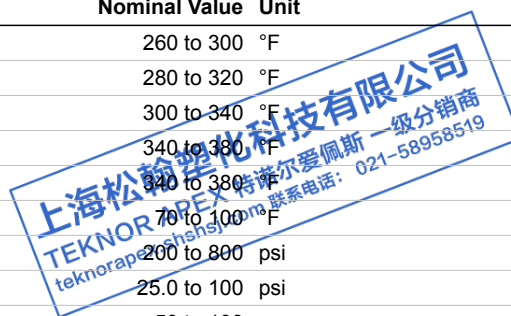 Nominal Value Unit
260 to 300 °F
280 to 320 °F
300 to 340 °F
340 to 380 °F
340 to 380 °F
70 to 100 °F
200 to 800 psi
25.0 to 100 psi
上海松翰塑化科技有限公司
TEKNOR APEX 特诺尔爱佩斯 一级分销商
teknorapex-shshsj.com 联系电话: 021-58958519